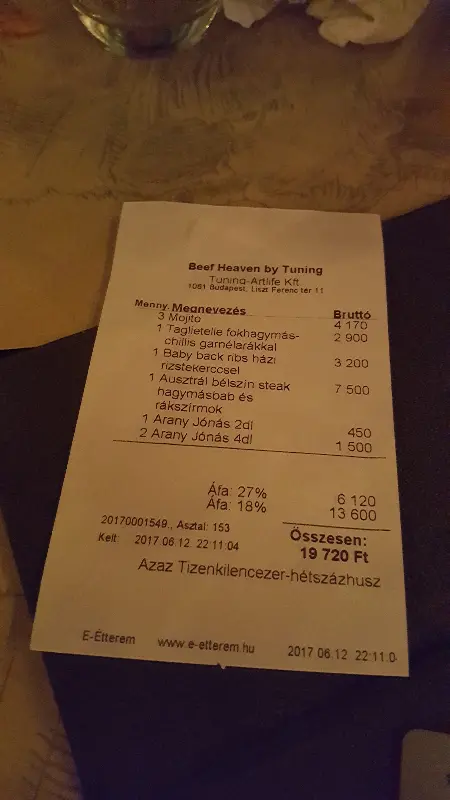 Beef Heaven by Tuning
Tuning-Artlife Kft
1061 Budapest, Liszt Ferenc tér 11
Menny. Megnevezés Bruttó
3 Mojito 4 170
1 Taglietelle fokhagymás- 2 900
chillis garnélarákkal
1 Baby back ribs házi 3 200
rizstekerccsel
1 Ausztrál bélszín steak 7 500
hagymásbab és
rákszírmok
1 Arany Jónás 2dl 450
2 Arany Jónás 4dl 1 500
Áfa: 27% 6 120
Áfa: 18% 13 600
20170001549., Asztal: 153
Összesen:
Kelt: 2017.06.12. 22:11:04
19 720 Ft
Azaz Tizenkilencezer-hétszázhusz
E-Étterem www.e-etterem.hu 2017.06.12 22:11:0